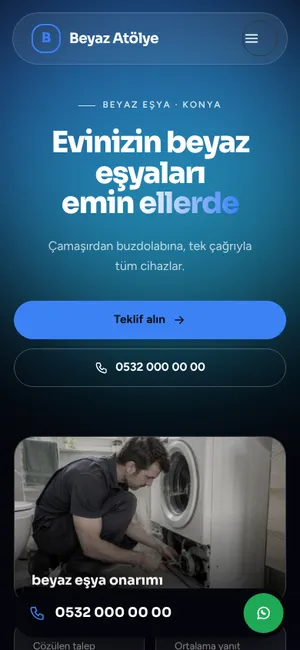 B Beyaz Atölye
BEYAZ EŞYA · KONYA
Evinizin beyaz
eşyaları
emin ellerde
Çamaşırdan buzdolabına, tek çağrıyla
tüm cihazlar.
Teklif alın →
0532 000 00 00
beyaz eşya onarımı
0532 000 00 00
Çözülen talep
Ortalama yanıt